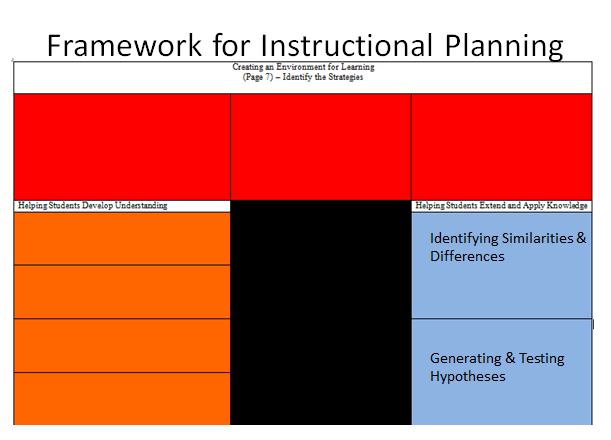 Framework for Instructional Planning
Creating an Environment for Learning
(Page 7) – Identify the Strategies
Helping Students Develop Understanding
Helping Students Extend and Apply Knowledge
Identifying Similarities &
Differences
Generating & Testing
Hypotheses